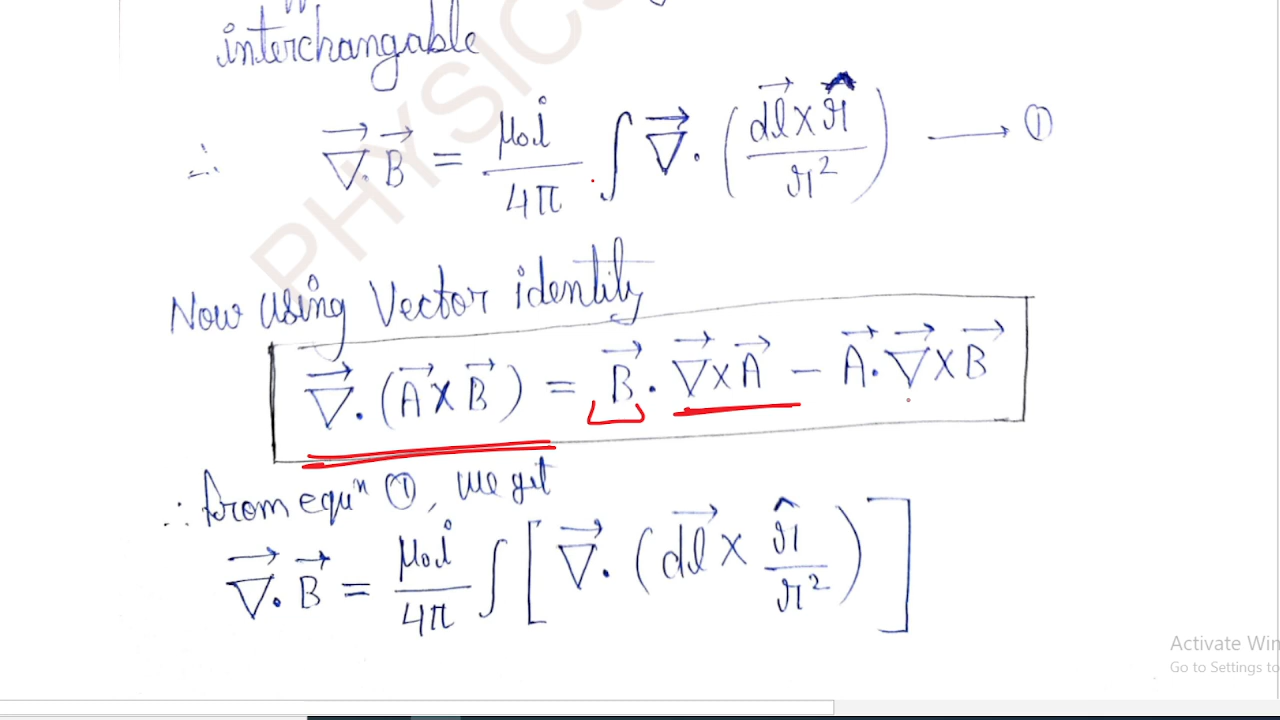 interchangable
∴ ∇⃗.B⃗ = μ₀i/4π ∫ ∇⃗. (dl⃗ × r̂ / r²) —→ ①
Now Using Vector identity
∇⃗. (A⃗ × B⃗) = B⃗ . ∇⃗ × A⃗ – A⃗. ∇⃗ × B⃗
∴ from equⁿ ①, we get
∇⃗.B⃗ = μ₀i/4π ∫ [∇⃗. (dl⃗ × r̂/r²)]
PHYSICS
Activate Win
Go to Settings to